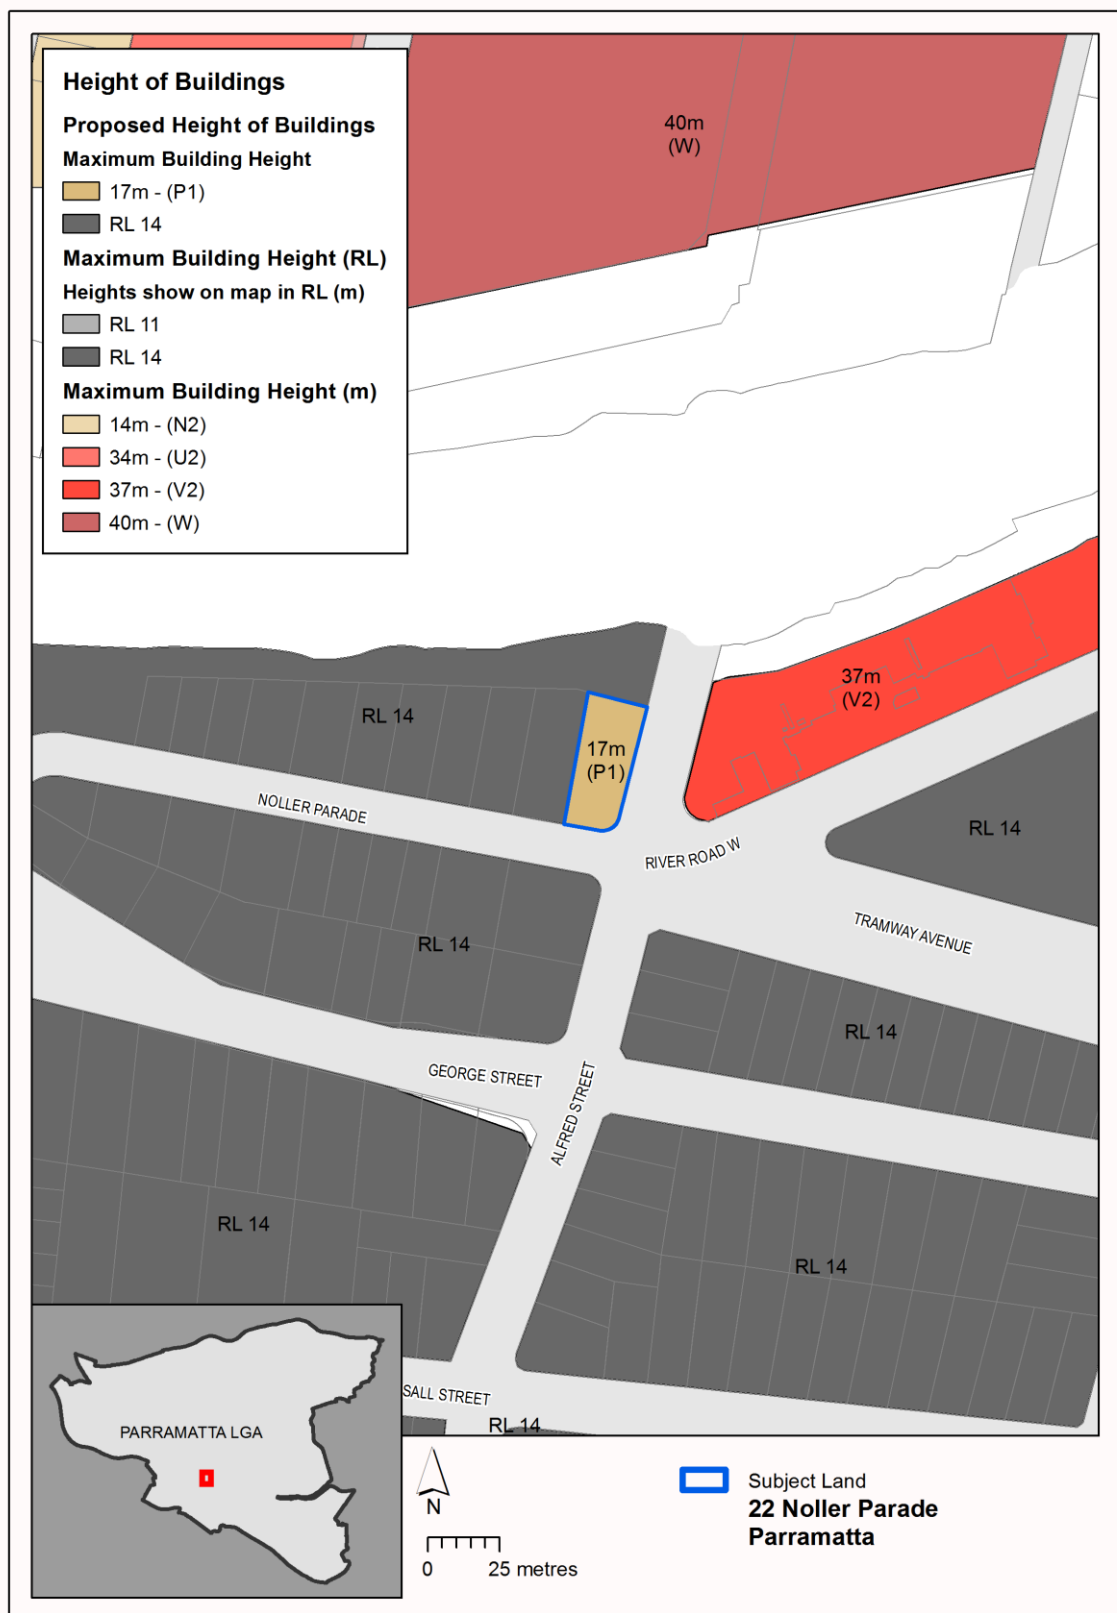 Height of Buildings
Proposed Height of Buildings
Maximum Building Height
17m - (P1)
RL 14
Maximum Building Height (RL)
Heights show on map in RL (m)
RL 11
RL 14
Maximum Building Height (m)
14m - (N2)
34m - (U2)
37m - (V2)
40m - (W)
40m
(W)
37m
(V2)
RL 14
17m
(P1)
NOLLER PARADE
RL 14
RIVER ROAD W
TRAMWAY AVENUE
RL 14
RL 14
GEORGE STREET
ALFRED STREET
RL 14
RL 14
SALL STREET
RL 14
PARRAMATTA LGA
N
0 25 metres
Subject Land
22 Noller Parade
Parramatta